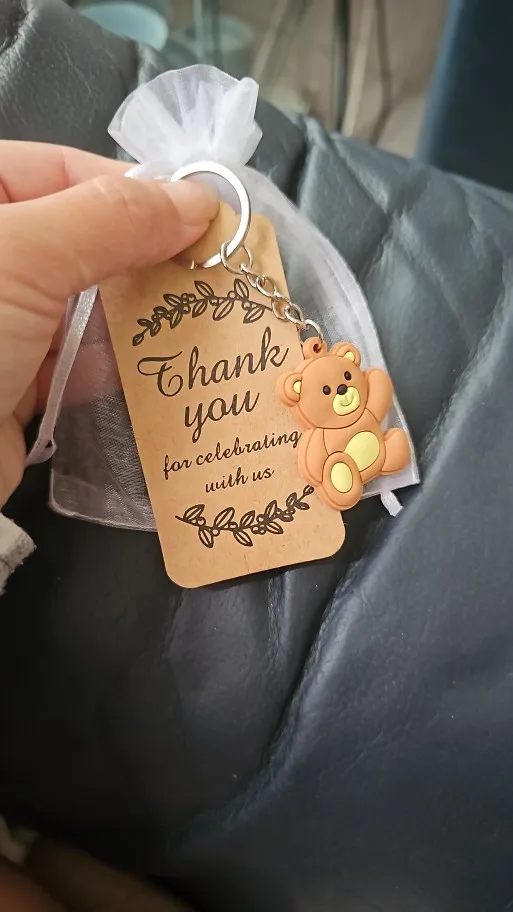 Thank
you
for celebrating
with us